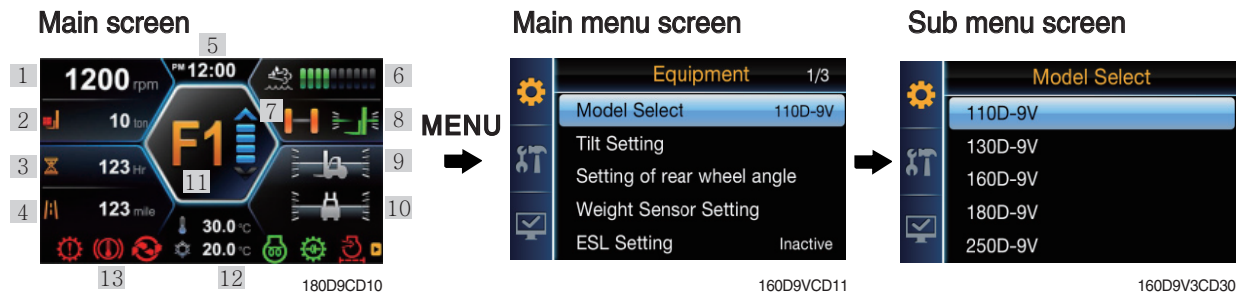 Main screen
Main menu screen
Sub menu screen
5
1
1200 rpm
PM 12:00
6
2
10 ton
7
8
3
123 Hr
F1
11
9
4
123 mile
10
30.0 °C
20.0 °C
13
12
180D9CD10
MENU
Equipment 1/3
Model Select 110D-9V
Tilt Setting
Setting of rear wheel angle
Weight Sensor Setting
ESL Setting Inactive
160D9VCD11
Model Select
110D-9V
130D-9V
160D-9V
180D-9V
250D-9V
160D9V3CD30